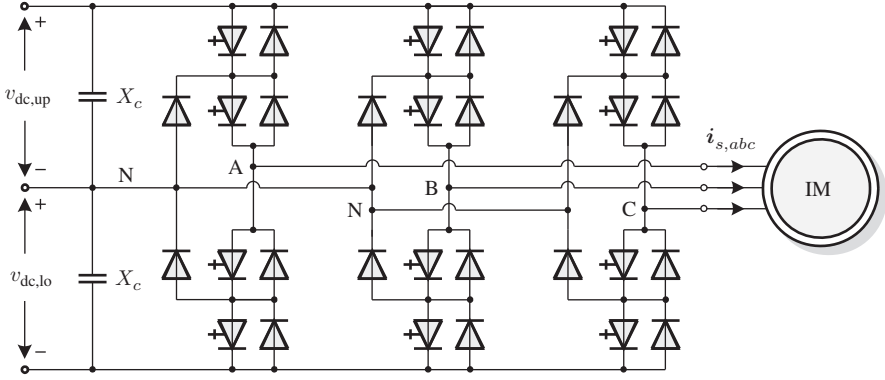 +
v_dc,up
X_c
i_s,abc
−
N
A
+
B
IM
N
C
v_dc,lo
X_c
−